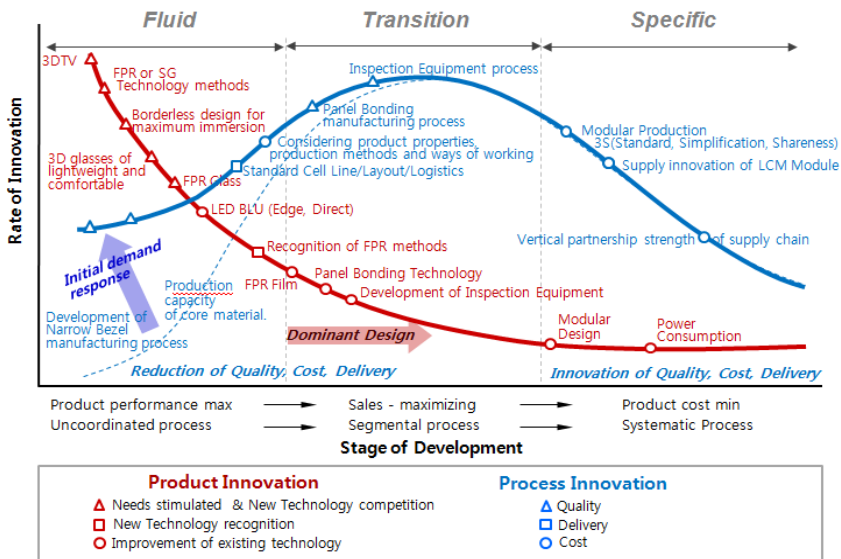 Fluid
Transition
Specific
Rate of Innovation
3DTV
FPR or SG
Technology methods
Borderless design for
maximum immersion
3D glasses of
lightweight and
comfortable
FPR Glass
LED BLU (Edge, Direct)
Recognition of FPR methods
FPR Film
Panel Bonding Technology
Development of Inspection Equipment
Modular
Design
Power
Consumption
Inspection Equipment process
Panel Bonding
manufacturing process
Considering product properties,
production methods and ways of working
Standard Cell Line/Layout/Logistics
Modular Production
3S(Standard, Simplification, Shareness)
Supply innovation of LCM Module
Vertical partnership strength of supply chain
Initial demand
response
Production
capacity
of core material.
Development of
Narrow Bezel
manufacturing process
Dominant Design
Reduction of Quality, Cost, Delivery
Innovation of Quality, Cost, Delivery
Product performance max
Sales - maximizing
Product cost min
Uncoordinated process
Segmental process
Systematic Process
Stage of Development
Product Innovation
Needs stimulated & New Technology competition
New Technology recognition
Improvement of existing technology
Process Innovation
Quality
Delivery
Cost